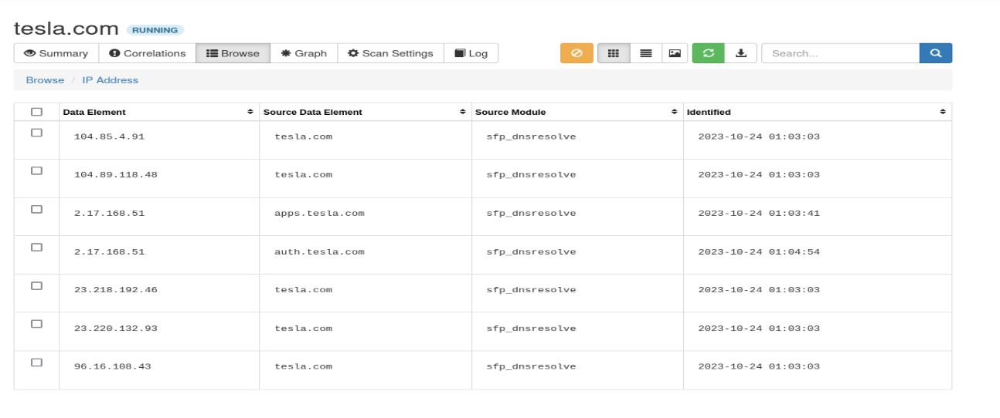 tesla.com RUNNING
Summary Correlations Browse Graph Scan Settings Log Search...
Browse / IP Address
Data Element Source Data Element Source Module Identified
104.85.4.91 tesla.com sfp_dnsresolve 2023-10-24 01:03:03
104.89.118.48 tesla.com sfp_dnsresolve 2023-10-24 01:03:03
2.17.168.51 apps.tesla.com sfp_dnsresolve 2023-10-24 01:03:41
2.17.168.51 auth.tesla.com sfp_dnsresolve 2023-10-24 01:04:54
23.218.192.46 tesla.com sfp_dnsresolve 2023-10-24 01:03:03
23.220.132.93 tesla.com sfp_dnsresolve 2023-10-24 01:03:03
96.16.108.43 tesla.com sfp_dnsresolve 2023-10-24 01:03:03